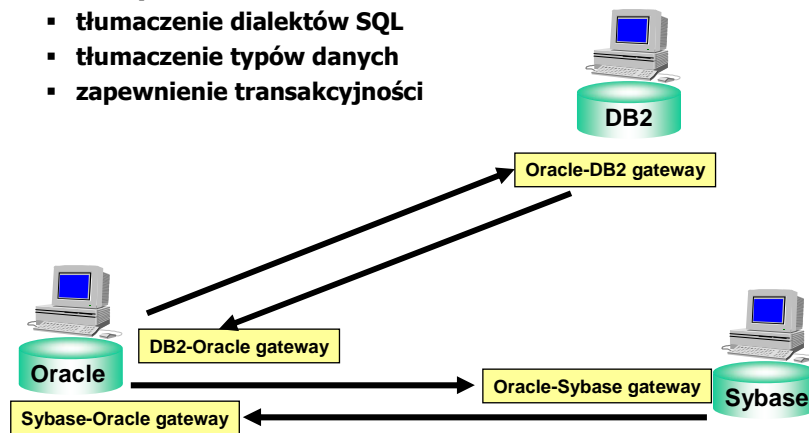 ▪ tłumaczenie dialektów SQL
▪ tłumaczenie typów danych
▪ zapewnienie transakcyjności
DB2
Oracle-DB2 gateway
DB2-Oracle gateway
Oracle
Oracle-Sybase gateway
Sybase
Sybase-Oracle gateway